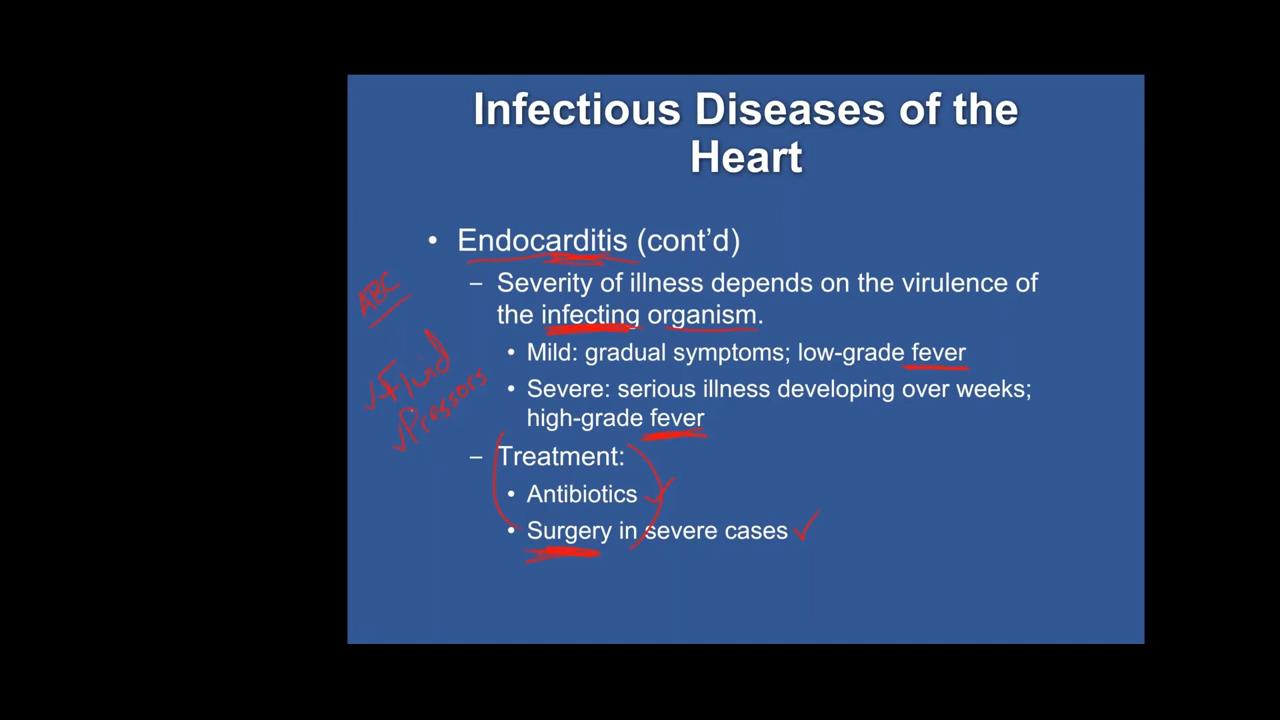 Infectious Diseases of the
Heart
• Endocarditis (cont’d)
– Severity of illness depends on the virulence of
the infecting organism.
• Mild: gradual symptoms; low-grade fever
• Severe: serious illness developing over weeks;
high-grade fever
– Treatment:
• Antibiotics
• Surgery in severe cases
ABC
✓Fluid
✓Pressors